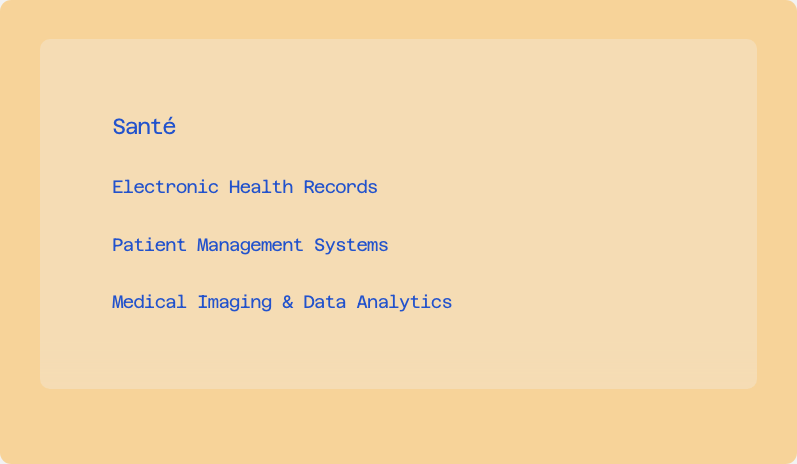 Santé
Electronic Health Records
Patient Management Systems
Medical Imaging & Data Analytics